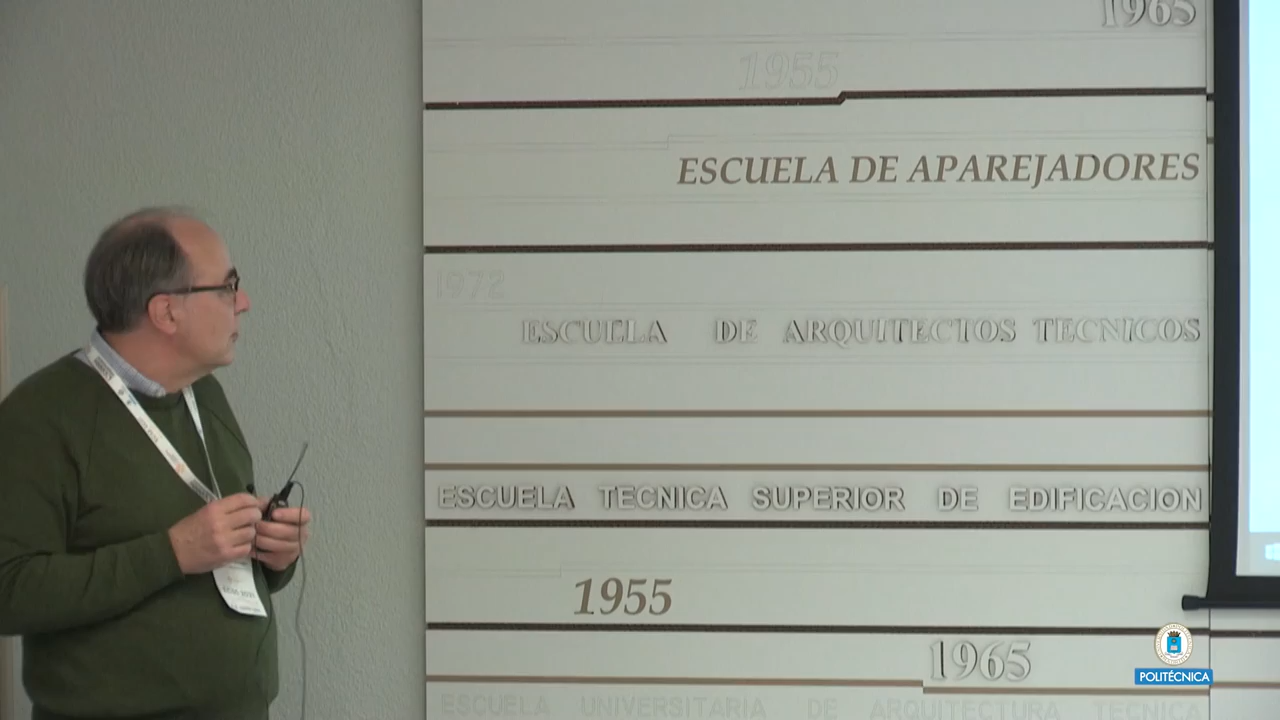 1965
1955
ESCUELA DE APAREJADORES
1972
ESCUELA DE ARQUITECTOS TECNICOS
ESCUELA TECNICA SUPERIOR DE EDIFICACION
1955
1965
POLITÉCNICA
ESCUELA UNIVERSITARIA DE ARQUITECTURA TECNICA